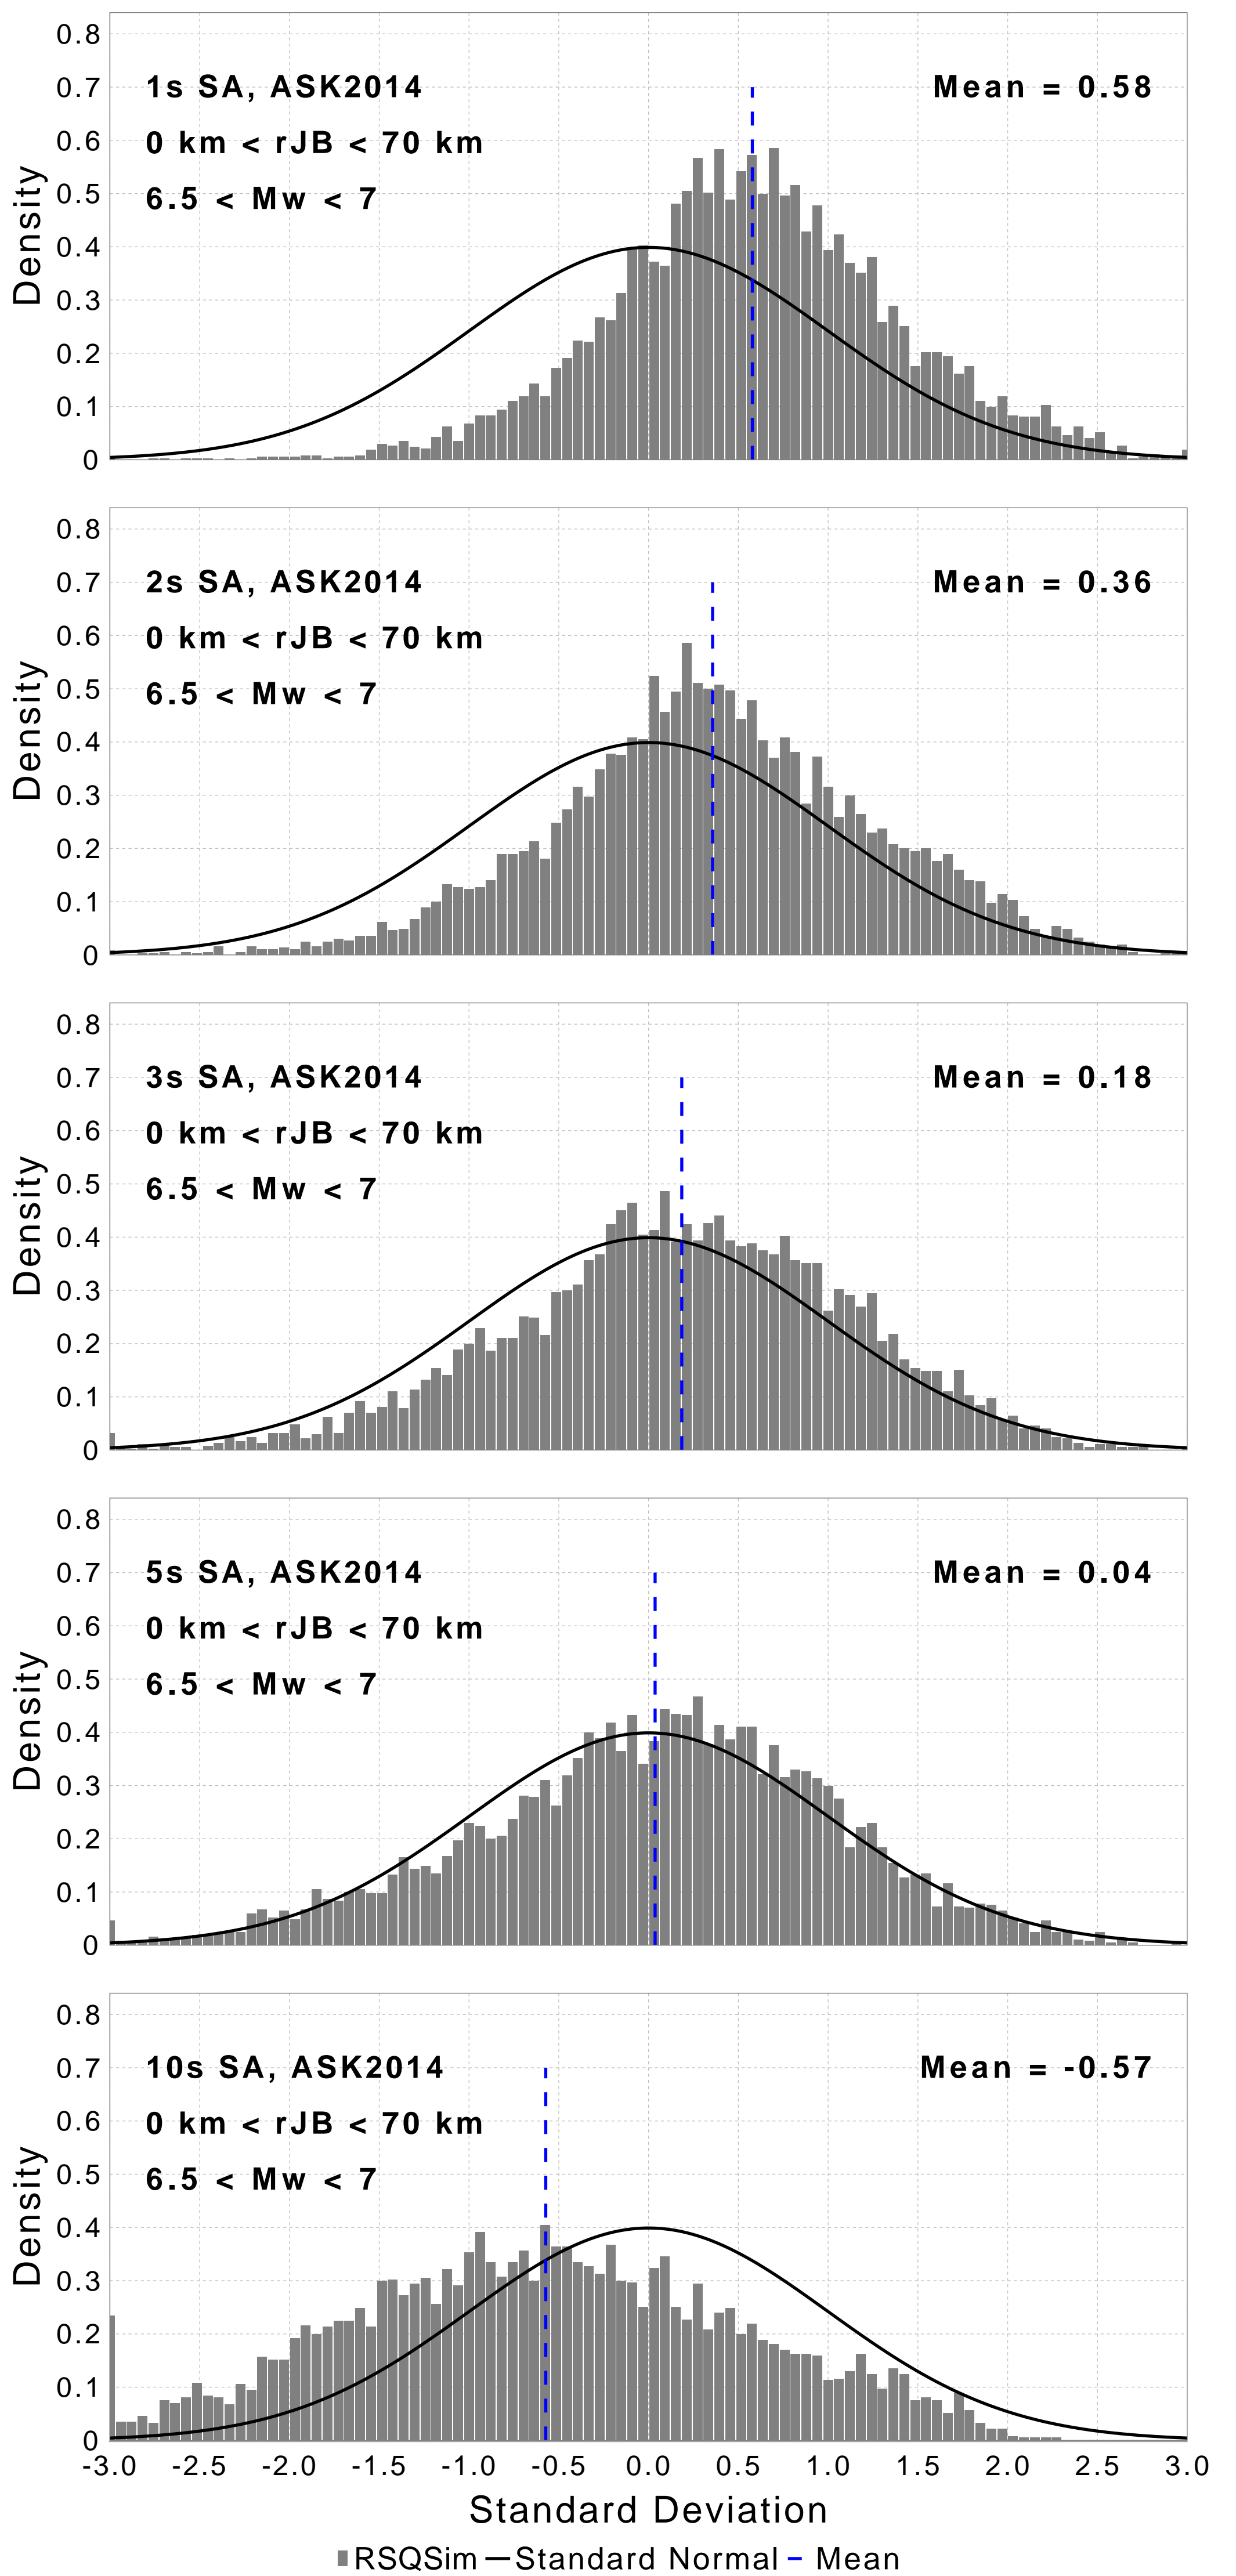 0.8
0.7
0.6
0.5
0.4
0.3
0.2
0.1
0
Density
1s SA, ASK2014
Mean = 0.58
0 km < rJB < 70 km
6.5 < Mw < 7
0.8
0.7
0.6
0.5
0.4
0.3
0.2
0.1
0
Density
2s SA, ASK2014
Mean = 0.36
0 km < rJB < 70 km
6.5 < Mw < 7
0.8
0.7
0.6
0.5
0.4
0.3
0.2
0.1
0
Density
3s SA, ASK2014
Mean = 0.18
0 km < rJB < 70 km
6.5 < Mw < 7
0.8
0.7
0.6
0.5
0.4
0.3
0.2
0.1
0
Density
5s SA, ASK2014
Mean = 0.04
0 km < rJB < 70 km
6.5 < Mw < 7
0.8
0.7
0.6
0.5
0.4
0.3
0.2
0.1
0
Density
10s SA, ASK2014
Mean = -0.57
0 km < rJB < 70 km
6.5 < Mw < 7
-3.0 -2.5 -2.0 -1.5 -1.0 -0.5 0.0 0.5 1.0 1.5 2.0 2.5 3.0
Standard Deviation
RSQSim Standard Normal Mean